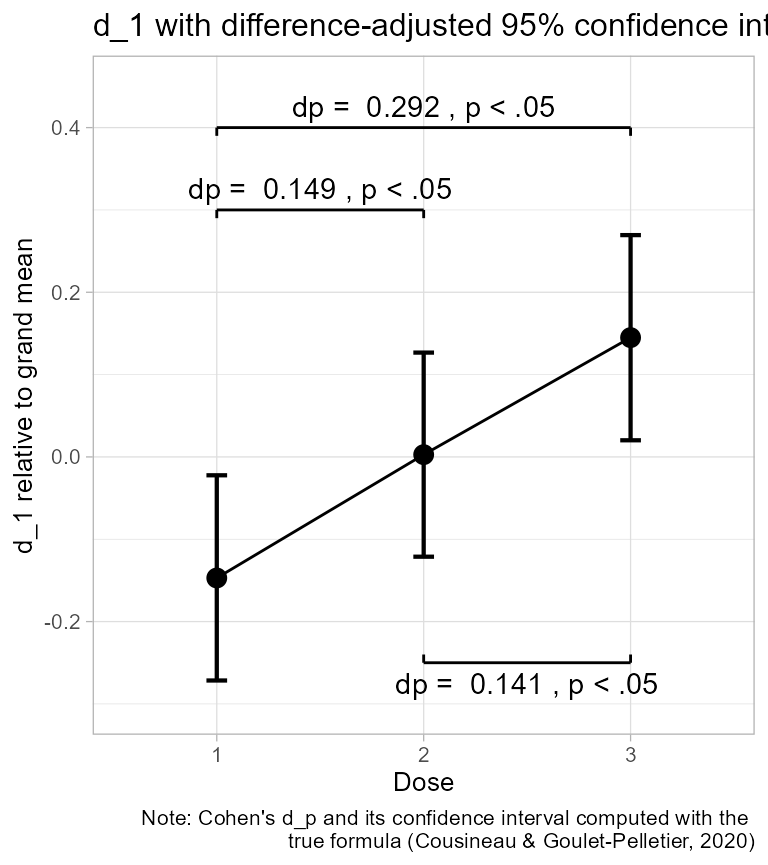 d_1 with difference-adjusted 95% confidence int
dp = 0.292 , p < .05
dp = 0.149 , p < .05
dp = 0.141 , p < .05
0.4
0.2
0.0
-0.2
d_1 relative to grand mean
1 2 3
Dose
Note: Cohen's d_p and its confidence interval computed with the
true formula (Cousineau & Goulet-Pelletier, 2020)